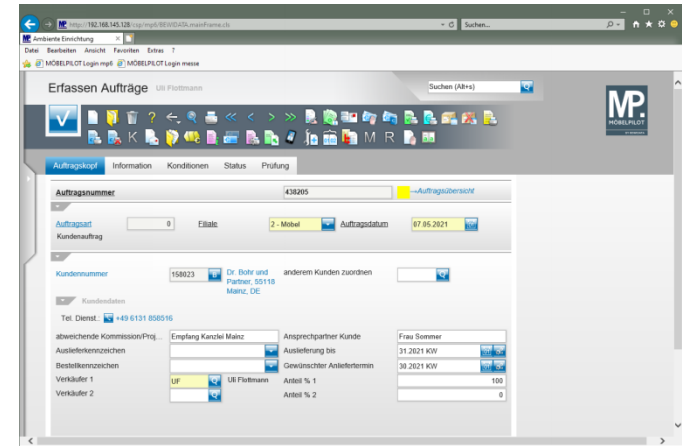 http://192.168.145.128/csp/mp6/BEWIDATA.mainFrame.cls
Suchen...
Ambiente Einrichtung
Datei Bearbeiten Ansicht Favoriten Extras ?
MÖBELPILOT Login mp6 MÖBELPILOT Login messe
Erfassen Aufträge Uli Flottmann
Suchen (Alt+s)
MP.
MÖBELPILOT
K
M R
Auftragskopf Information Konditionen Status Prüfung
Auftragsnummer 438205 →Auftragsübersicht
Auftragsart 0 Filiale 2 - Möbel Auftragsdatum 07.05.2021
Kundenauftrag
Kundennummer 158023 Dr. Bohr und Partner, 55118 Mainz, DE anderem Kunden zuordnen
Kundendaten
Tel. Dienst.: +49 6131 858516
abweichende Kommission/Proj... Empfang Kanzlei Mainz Ansprechpartner Kunde Frau Sommer
Auslieferkennzeichen Auslieferung bis 31.2021 KW
Bestellkennzeichen Gewünschter Anliefertermin 30.2021 KW
Verkäufer 1 UF Uli Flottmann Anteil % 1 100
Verkäufer 2 Anteil % 2 0